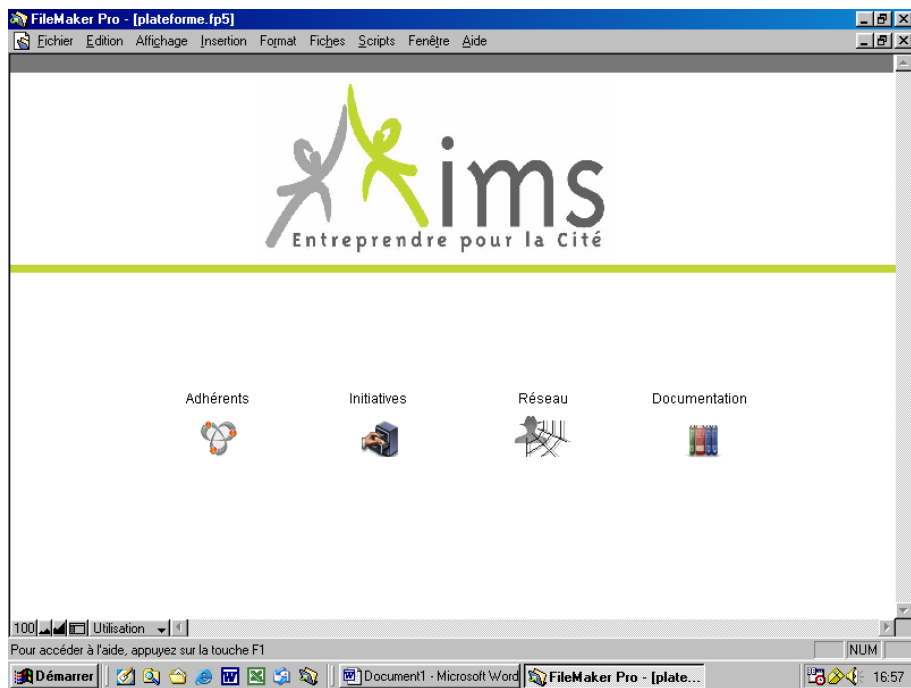 FileMaker Pro - [plateforme.fp5]
Fichier Edition Affichage Insertion Format Fiches Scripts Fenêtre Aide
ims
Entreprendre pour la Cité
Adhérents Initiatives Réseau Documentation
100 Utilisation
Pour accéder à l'aide, appuyez sur la touche F1 NUM
Démarrer Document1 - Microsoft Word FileMaker Pro - [plate... 16:57